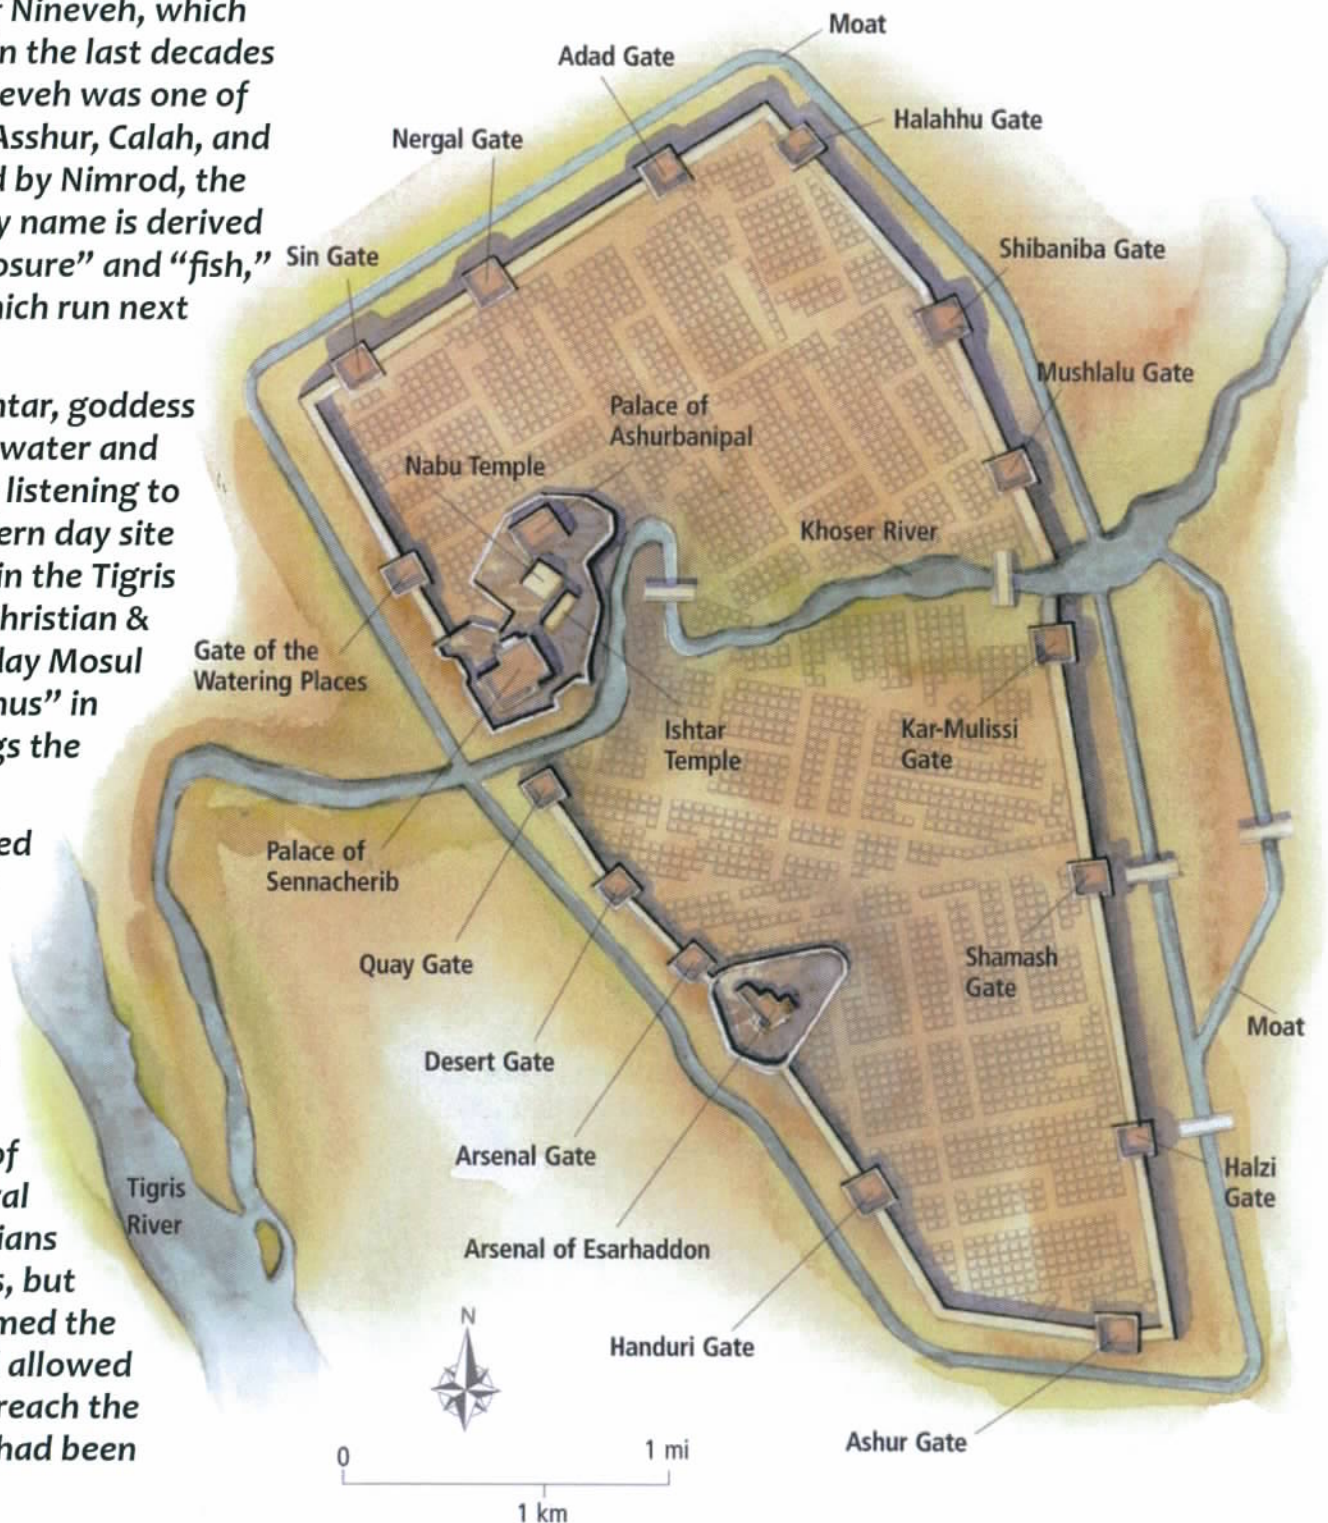 Nineveh, which
n the last decades
eveh was one of
Asshur, Calah, and
d by Nimrod, the
y name is derived
osure” and “fish,”
hich run next
htar, goddess
water and
listening to
ern day site
in the Tigris
hristian &
day Mosul
nus” in
gs the
ed
of
al
ians
s, but
med the
allowed
reach the
had been
Moat
Adad Gate
Halahhu Gate
Nergal Gate
Shibaniba Gate
Sin Gate
Mushlalu Gate
Palace of
Ashurbanipal
Nabu Temple
Khoser River
Gate of the
Watering Places
Ishtar
Temple
Kar-Mulissi
Gate
Palace of
Sennacherib
Quay Gate
Shamash
Gate
Moat
Desert Gate
Arsenal Gate
Halzi
Gate
Tigris
River
Arsenal of Esarhaddon
Handuri Gate
Ashur Gate
N
0
1 mi
1 km